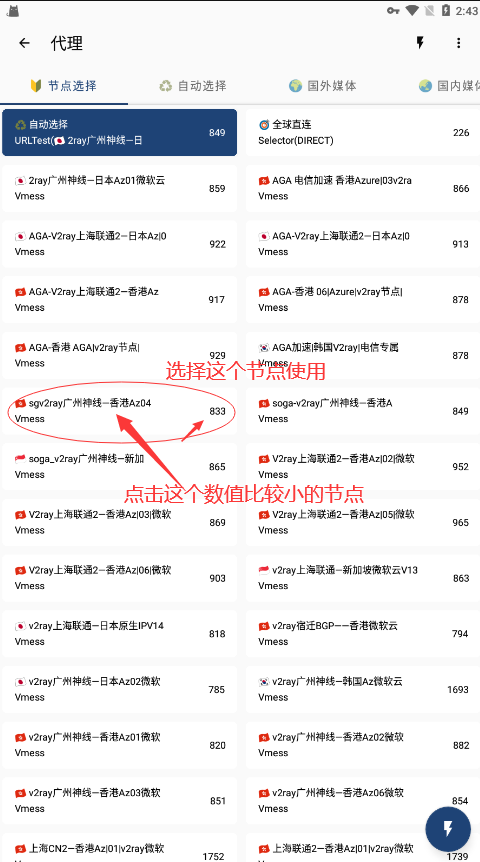 2:43
代理
节点选择
自动选择
国外媒体
国内媒体
自动选择
URLTest(🇯🇵 2ray广州神线—日
849
全球直连
Selector(DIRECT)
226
2ray广州神线—日本Az01微软云
Vmess
859
AGA 电信加速 香港Azure|03v2ra
Vmess
866
AGA-V2ray上海联通2—日本Az|0
Vmess
922
AGA-V2ray上海联通2—日本Az|0
Vmess
913
AGA-V2ray上海联通2—香港Az
Vmess
917
AGA-香港 06|Azure|v2ray节点|
Vmess
878
AGA-香港 AGA|v2ray节点|
Vmess
929
AGA加速|韩国V2ray|电信专属
Vmess
878
选择这个节点使用
sgv2ray广州神线—香港Az04
Vmess
833
soga-v2ray广州神线—香港A
Vmess
849
soga_v2ray广州神线—新加
Vmess
865
V2ray上海联通2—香港Az|02|微软
Vmess
952
点击这个数值比较小的节点
V2ray上海联通2—香港Az|03|微软
Vmess
869
V2ray上海联通2—香港Az|05|微软
Vmess
965
V2ray上海联通2—香港Az|06|微软
Vmess
903
v2ray上海联通—新加坡微软云V13
Vmess
863
v2ray上海联通—日本原生IPV14
Vmess
818
v2ray宿迁BGP——香港微软云
Vmess
794
v2ray广州神线—日本Az02微软
Vmess
785
v2ray广州神线—韩国Az微软云
Vmess
1693
v2ray广州神线—香港Az01微软
Vmess
820
v2ray广州神线—香港Az02微软
Vmess
882
v2ray广州神线—香港Az03微软
Vmess
851
v2ray广州神线—香港Az06微软
Vmess
854
上海CN2—香港Az|01|v2ray微软
Vmess
1752
上海联通2—香港Az|01|v2ray微软
Vmess
1739